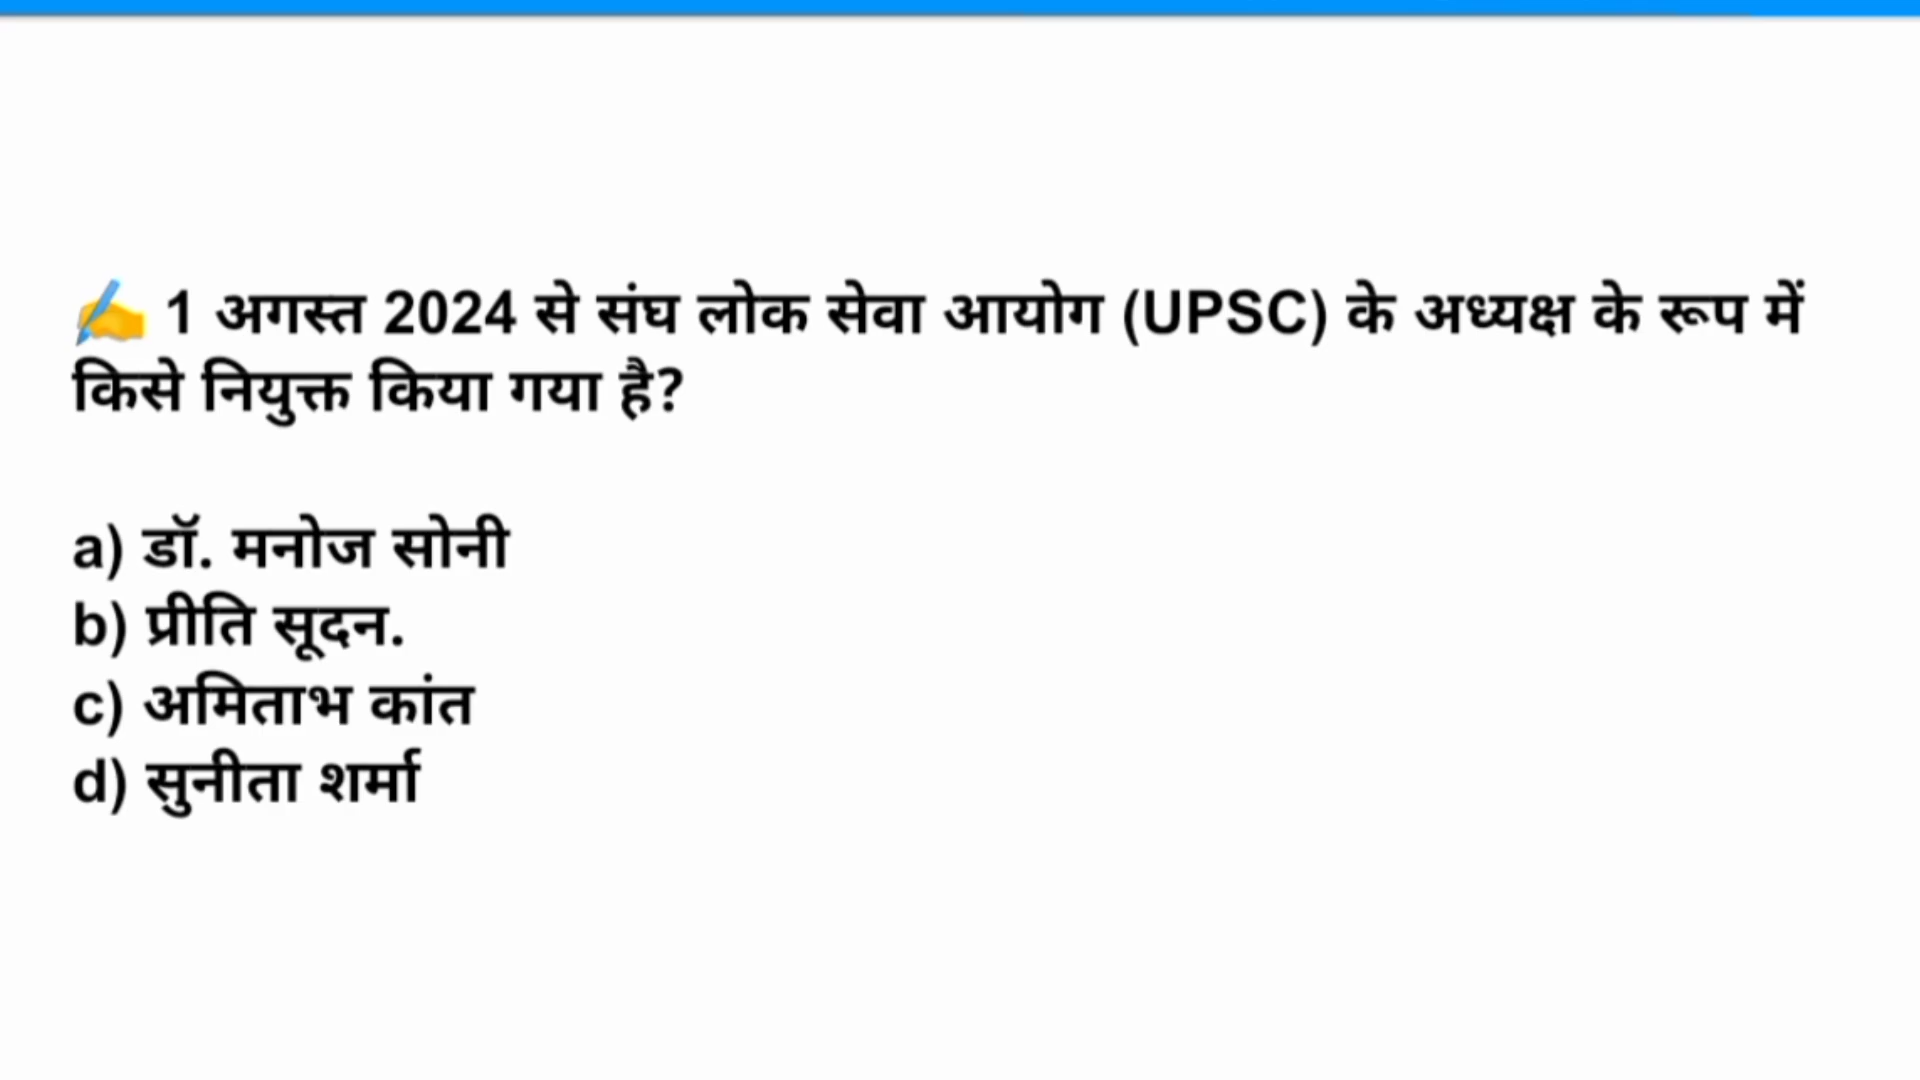 ✍️ 1 अगस्त 2024 से संघ लोक सेवा आयोग (UPSC) के अध्यक्ष के रूप में
किसे नियुक्त किया गया है?
a) डॉ. मनोज सोनी
b) प्रीति सूदन.
c) अमिताभ कांत
d) सुनीता शर्मा